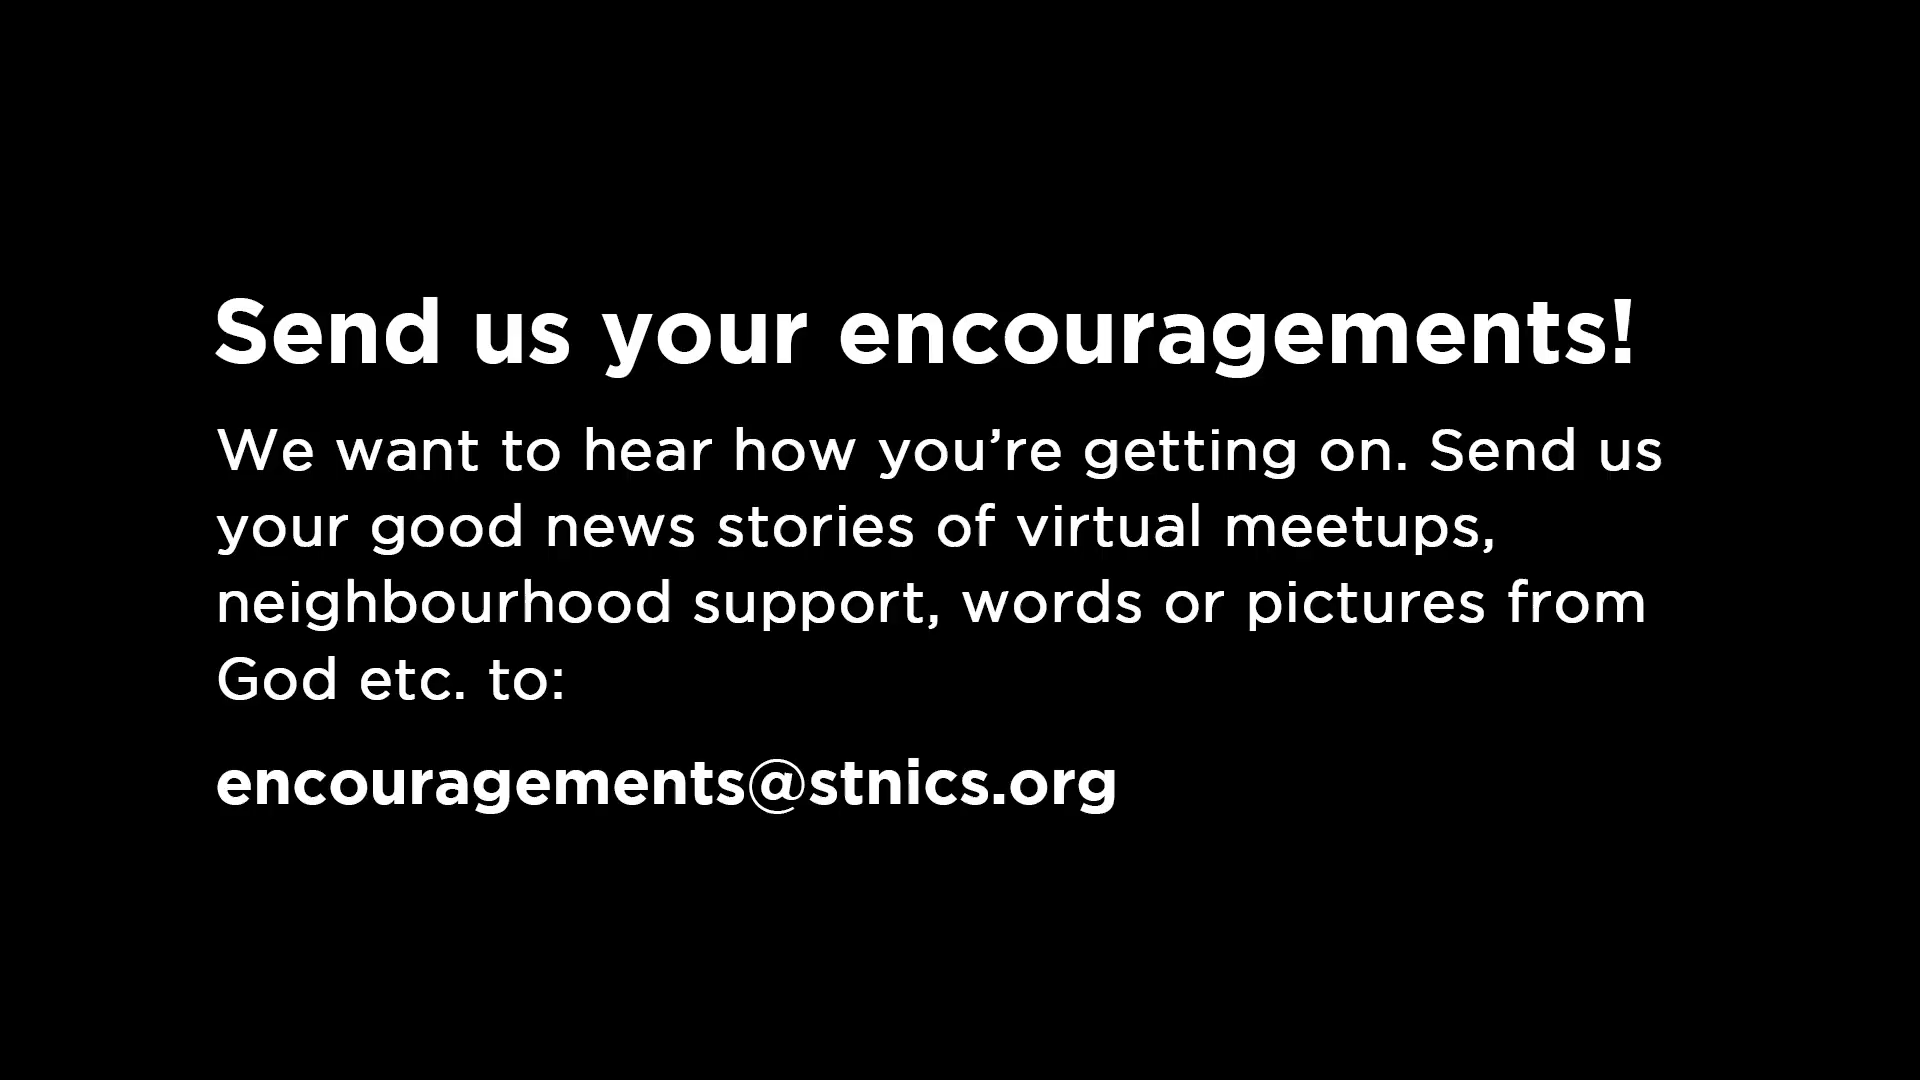 Send us your encouragements!
We want to hear how you’re getting on. Send us
your good news stories of virtual meetups,
neighbourhood support, words or pictures from
God etc. to:
encouragements@stnics.org